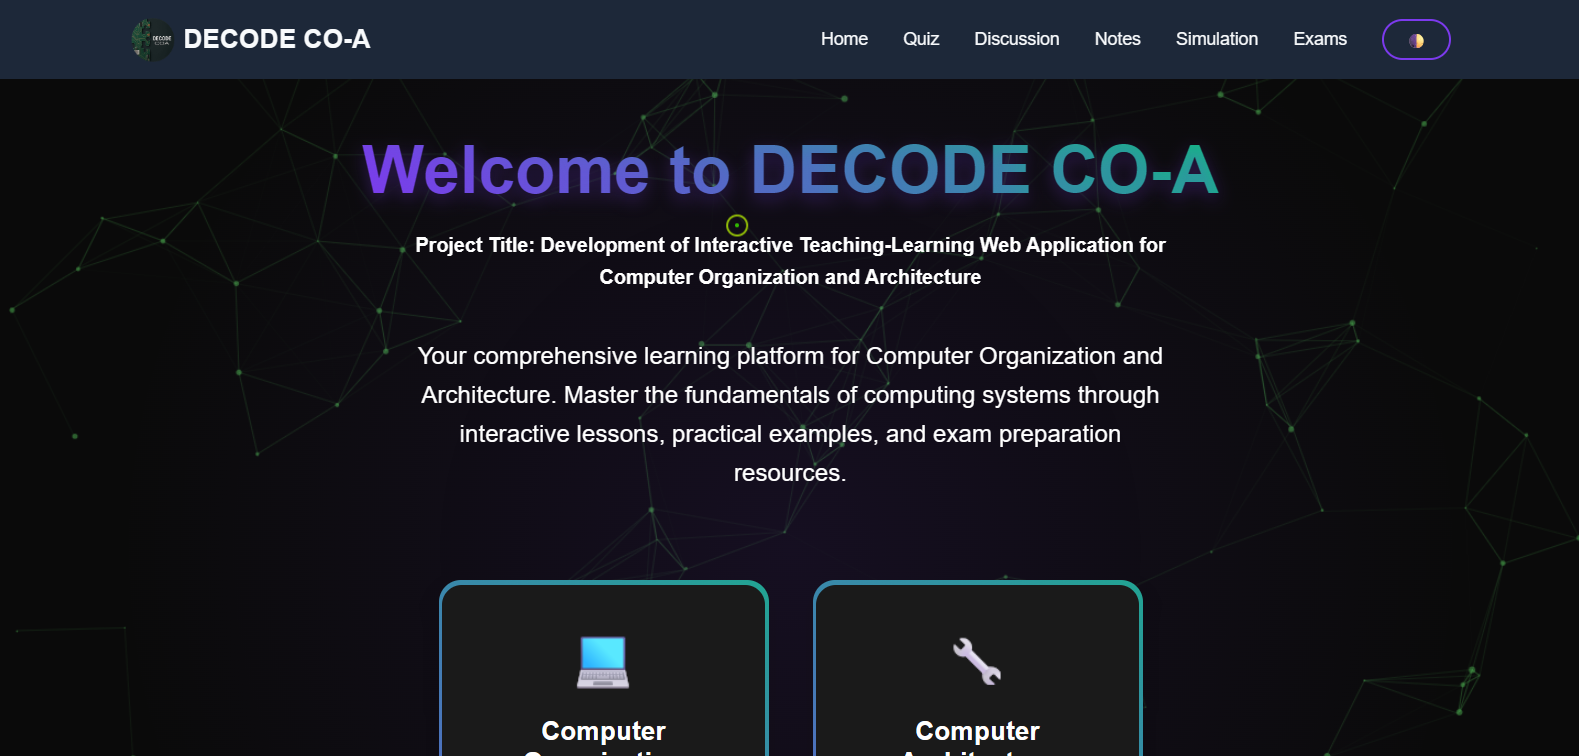 DECODE CO-A
DECODE CO-A
Home Quiz Discussion Notes Simulation Exams
Welcome to DECODE CO-A
Project Title: Development of Interactive Teaching-Learning Web Application for
Computer Organization and Architecture
Your comprehensive learning platform for Computer Organization and
Architecture. Master the fundamentals of computing systems through
interactive lessons, practical examples, and exam preparation
resources.
Computer
Computer